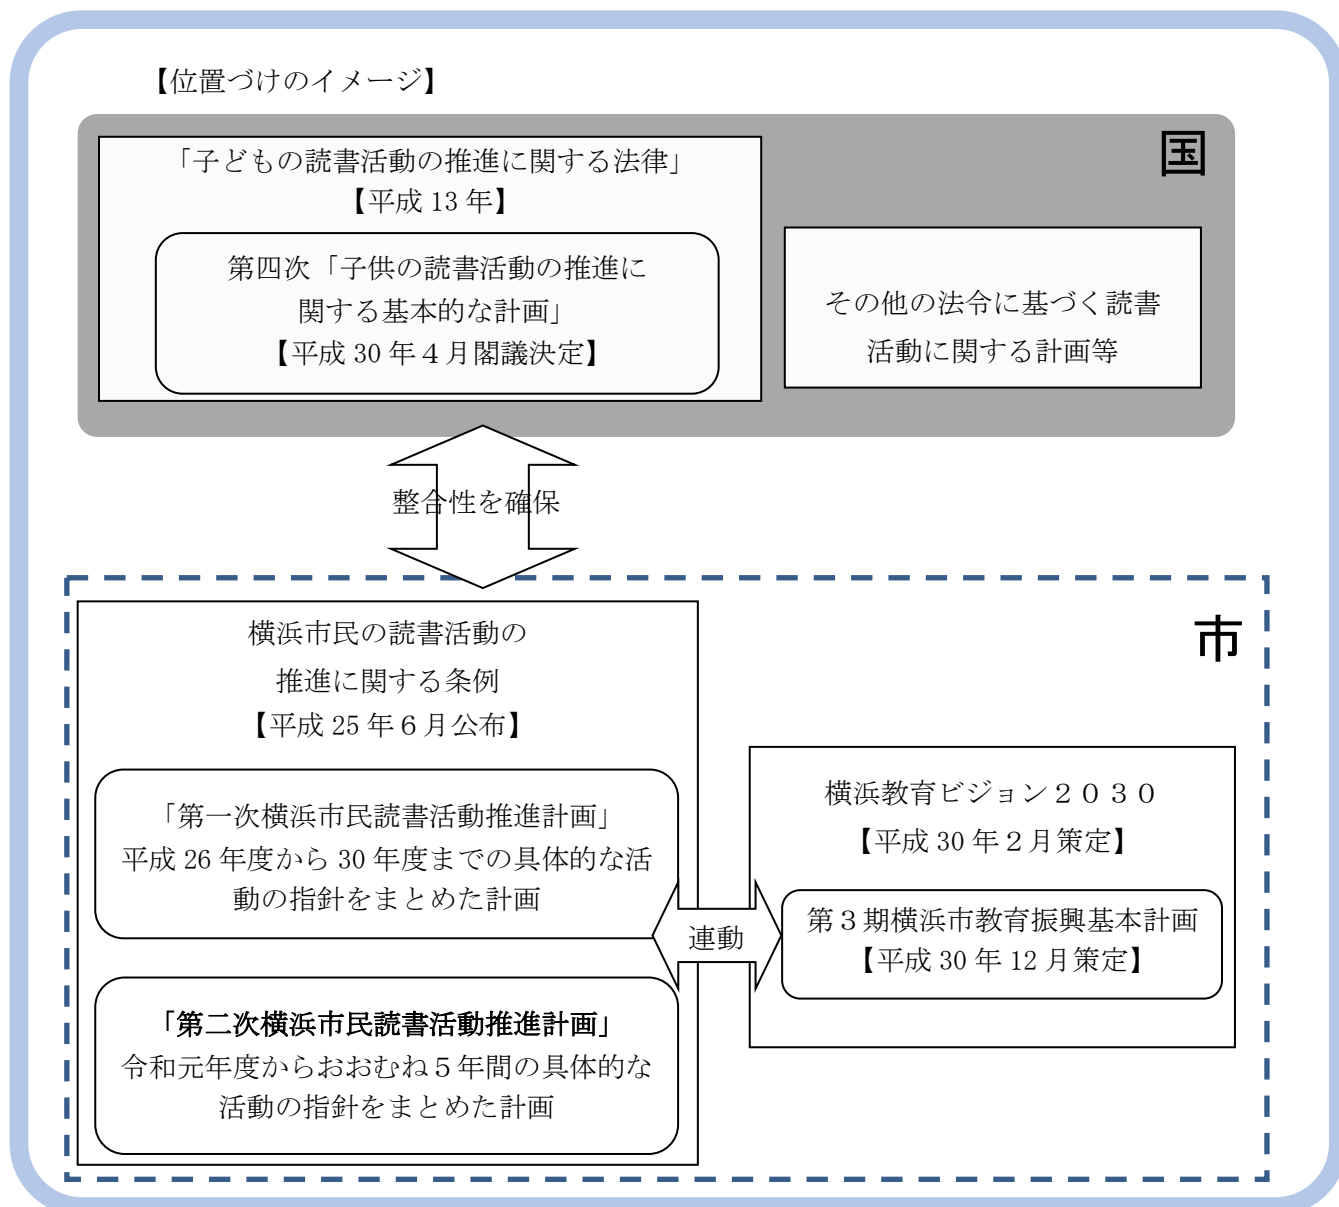 【位置づけのイメージ】
国
「子どもの読書活動の推進に関する法律」
【平成 13 年】
第四次「子供の読書活動の推進に
関する基本的な計画」
【平成 30 年４月閣議決定】
その他の法令に基づく読書
活動に関する計画等
整合性を確保
市
横浜市民の読書活動の
推進に関する条例
【平成 25 年６月公布】
「第一次横浜市民読書活動推進計画」
平成 26 年度から 30 年度までの具体的な活
動の指針をまとめた計画
「第二次横浜市民読書活動推進計画」
令和元年度からおおむね５年間の具体的な
活動の指針をまとめた計画
連動
横浜教育ビジョン２０３０
【平成 30 年２月策定】
第３期横浜市教育振興基本計画
【平成 30 年 12 月策定】